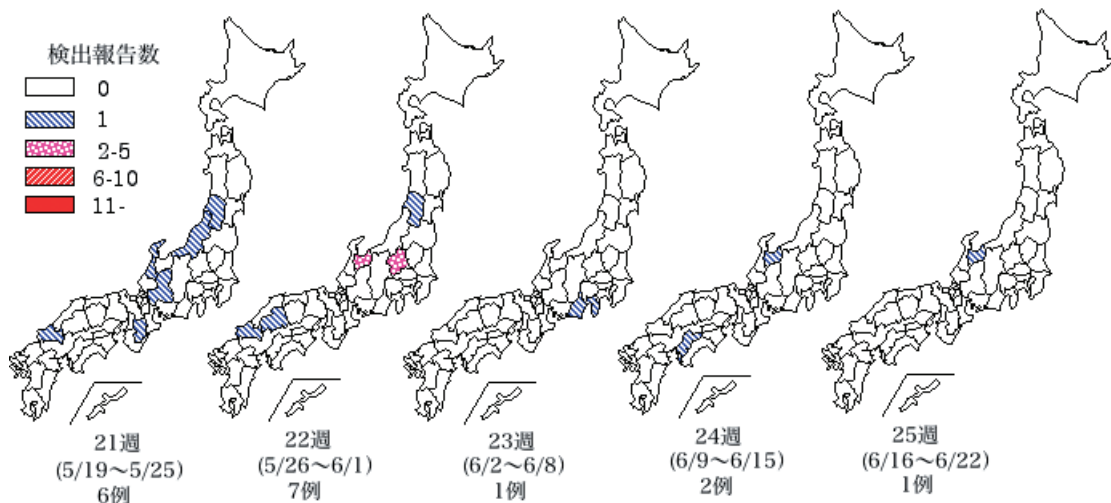 検出報告数
0
1
2-5
6-10
11-
21週
(5/19～5/25)
6例
22週
(5/26～6/1)
7例
23週
(6/2～6/8)
1例
24週
(6/9～6/15)
2例
25週
(6/16～6/22)
1例